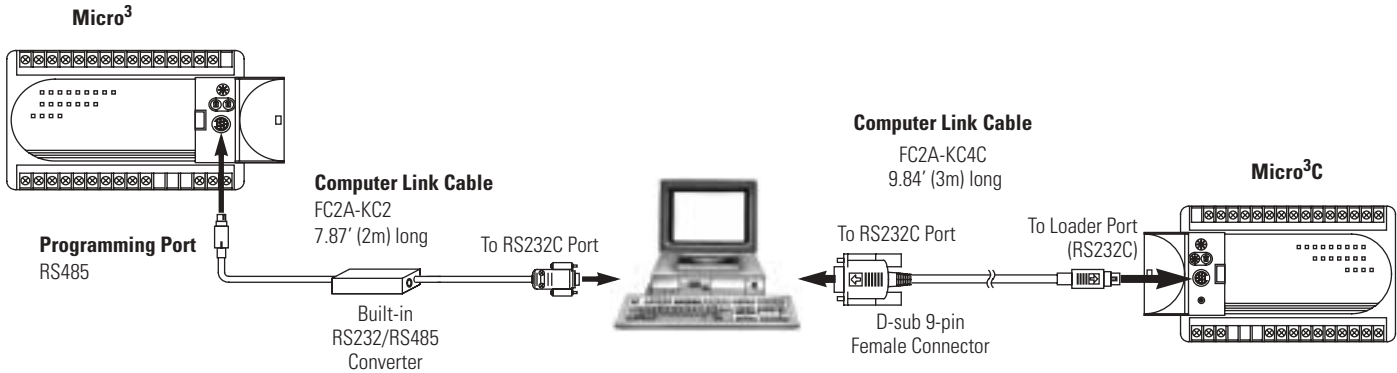 Micro³
Computer Link Cable
FC2A-KC2
7.87' (2m) long
Programming Port
RS485
To RS232C Port
Built-in
RS232/RS485
Converter
Computer Link Cable
FC2A-KC4C
9.84' (3m) long
To RS232C Port
D-sub 9-pin
Female Connector
To Loader Port
(RS232C)
Micro³C